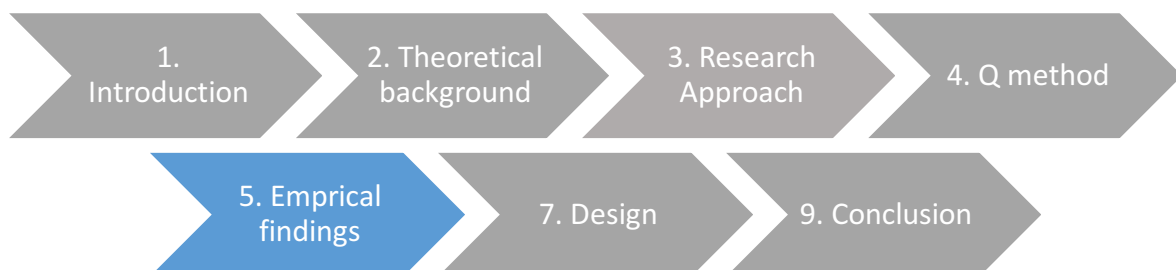 1.
Introduction
2. Theoretical
background
3. Research
Approach
4. Q method
5. Emprical
findings
7. Design
9. Conclusion